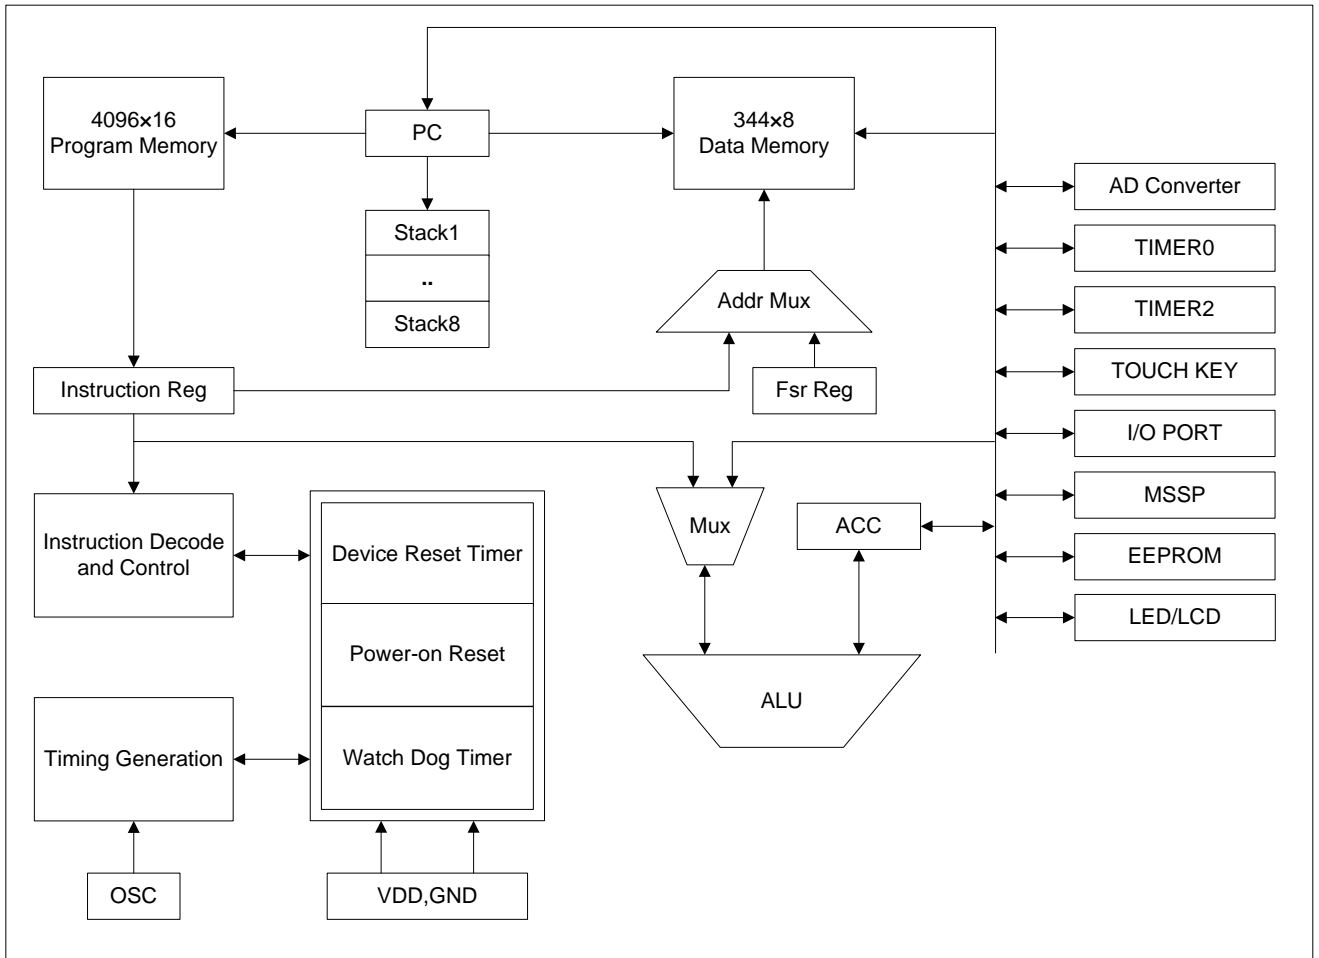 4096×16
Program Memory
PC
344×8
Data Memory
AD Converter
Stack1
TIMER0
..
Addr Mux
TIMER2
Stack8
TOUCH KEY
Instruction Reg
Fsr Reg
I/O PORT
MSSP
Mux
ACC
Instruction Decode
and Control
Device Reset Timer
EEPROM
LED/LCD
Power-on Reset
ALU
Timing Generation
Watch Dog Timer
OSC
VDD,GND